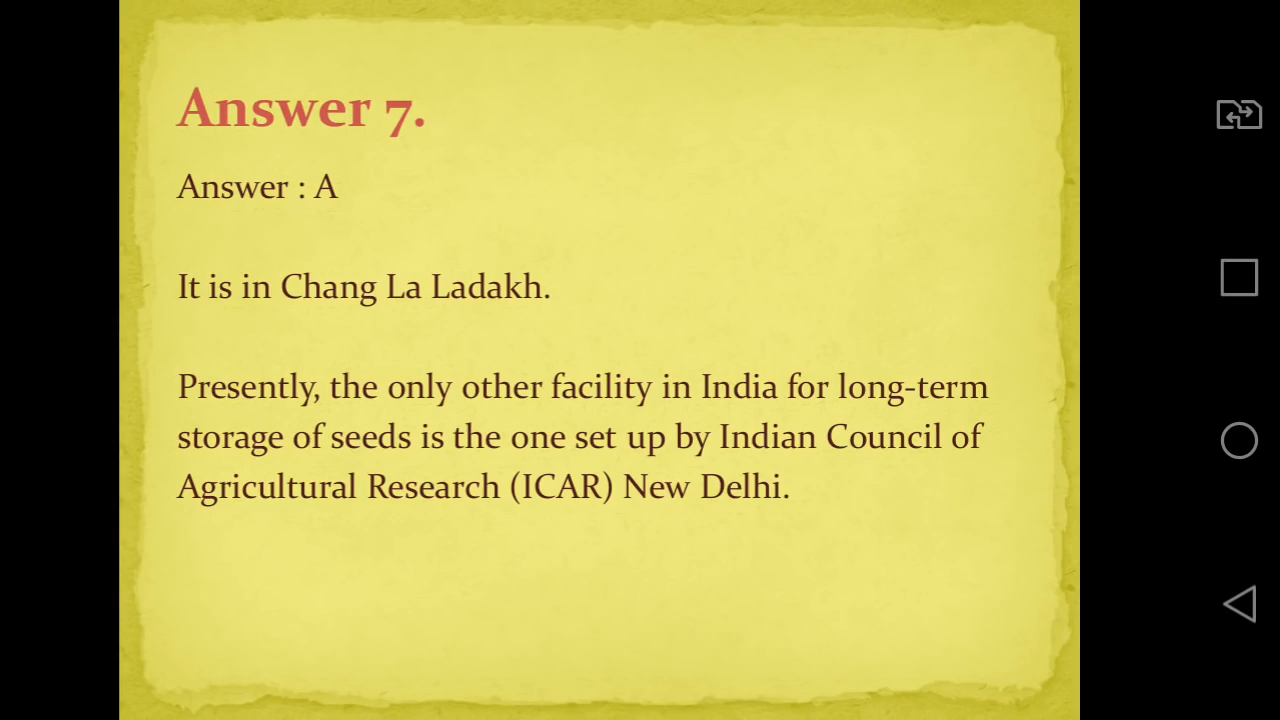 Answer 7.
Answer : A
It is in Chang La Ladakh.
Presently, the only other facility in India for long-term
storage of seeds is the one set up by Indian Council of
Agricultural Research (ICAR) New Delhi.